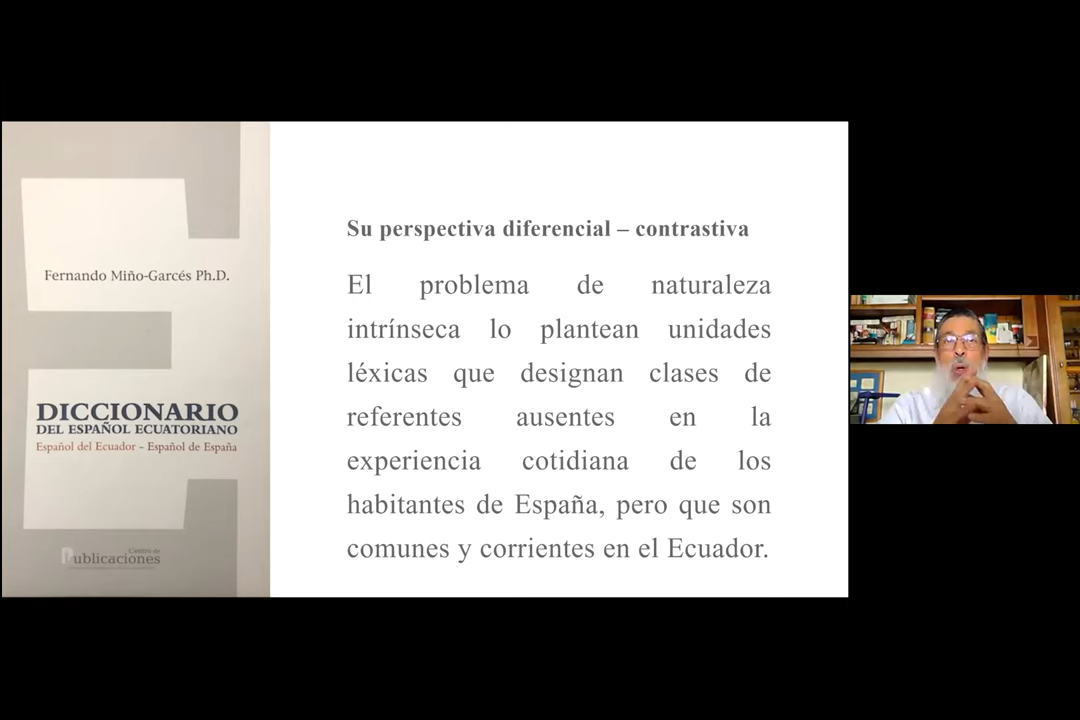 Fernando Miño-Garcés Ph.D.
DICCIONARIO
DEL ESPAÑOL ECUATORIANO
Español del Ecuador – Español de España
Centro de
Publicaciones
Su perspectiva diferencial – contrastiva
El problema de naturaleza
intrínseca lo plantean unidades
léxicas que designan clases de
referentes ausentes en la
experiencia cotidiana de los
habitantes de España, pero que son
comunes y corrientes en el Ecuador.